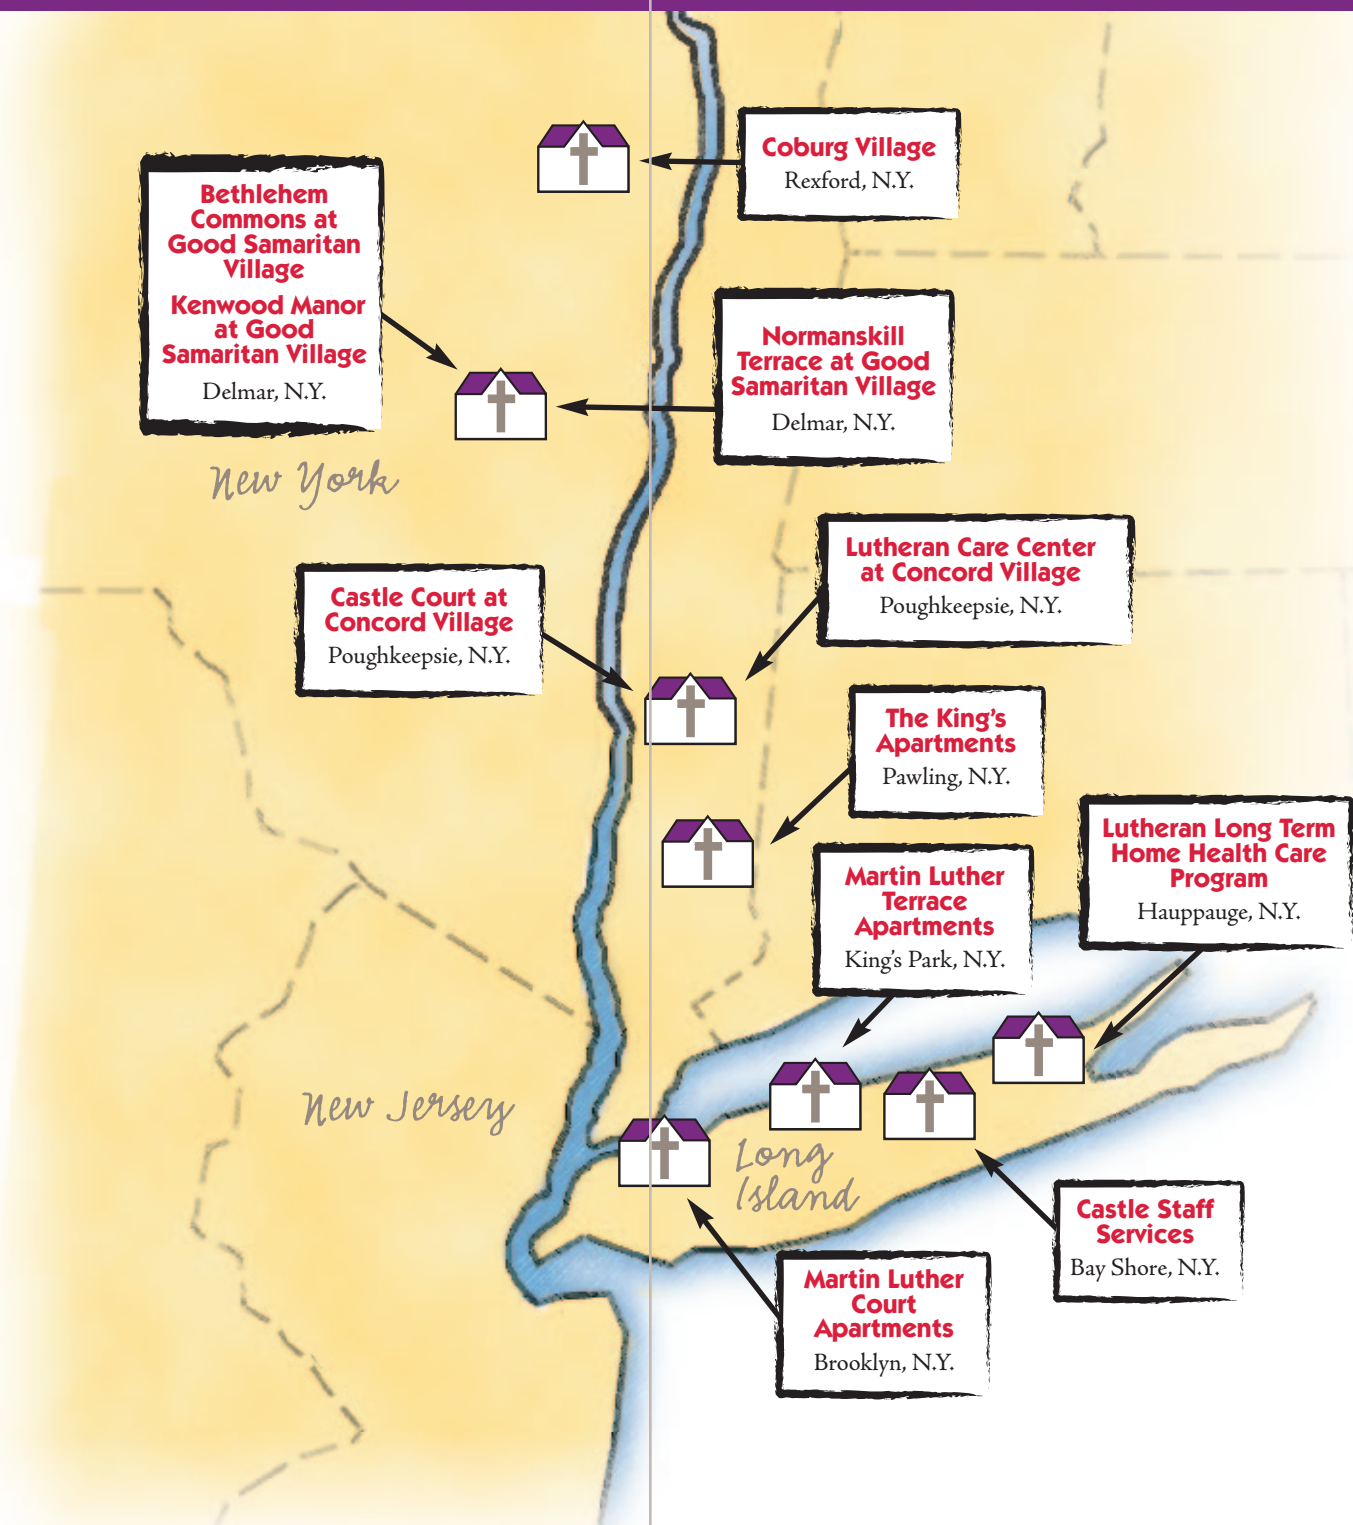 Coburg Village
Rexford, N.Y.
Bethlehem
Commons at
Good Samaritan
Village
Kenwood Manor
at Good
Samaritan Village
Delmar, N.Y.
Normanskill
Terrace at Good
Samaritan Village
Delmar, N.Y.
New York
Lutheran Care Center
at Concord Village
Poughkeepsie, N.Y.
Castle Court at
Concord Village
Poughkeepsie, N.Y.
The King's
Apartments
Pawling, N.Y.
Lutheran Long Term
Home Health Care
Program
Hauppauge, N.Y.
Martin Luther
Terrace
Apartments
King's Park, N.Y.
New Jersey
Long
Island
Castle Staff
Services
Bay Shore, N.Y.
Martin Luther
Court
Apartments
Brooklyn, N.Y.